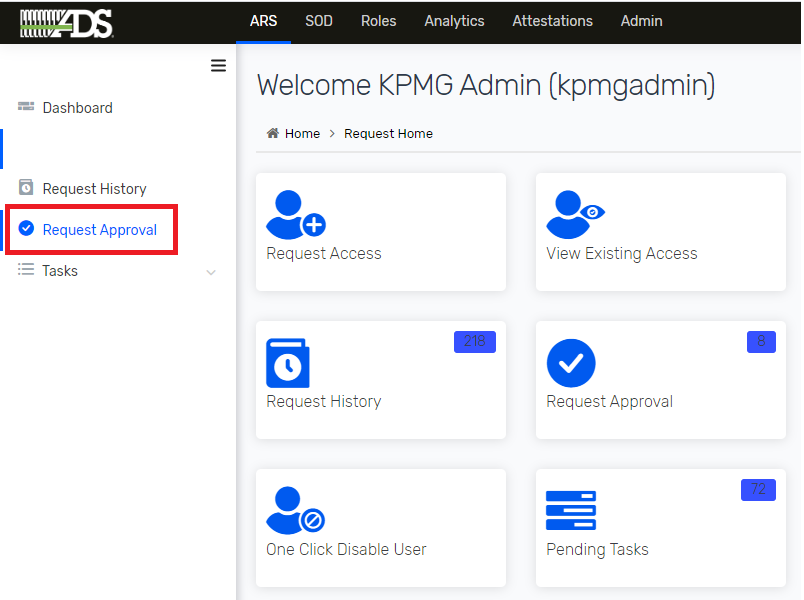 ADS
ARS SOD Roles Analytics Attestations Admin
Dashboard
Request History
Request Approval
Tasks
Welcome KPMG Admin (kpmgadmin)
Home > Request Home
Request Access
View Existing Access
218
Request History
8
Request Approval
One Click Disable User
72
Pending Tasks